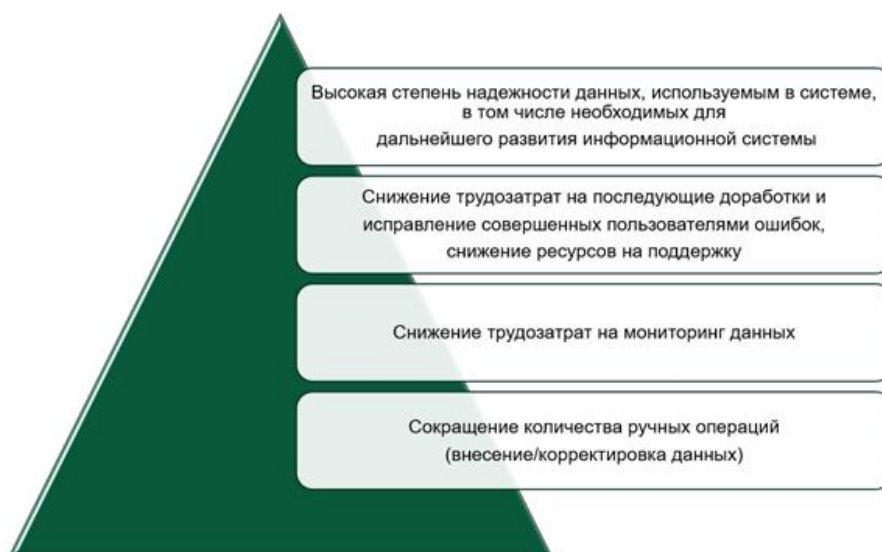 Высокая степень надежности данных, используемым в системе,
в том числе необходимых для
дальнейшего развития информационной системы
Снижение трудозатрат на последующие доработки и
исправление совершенных пользователями ошибок,
снижение ресурсов на поддержку
Снижение трудозатрат на мониторинг данных
Сокращение количества ручных операций
(внесение/корректировка данных)